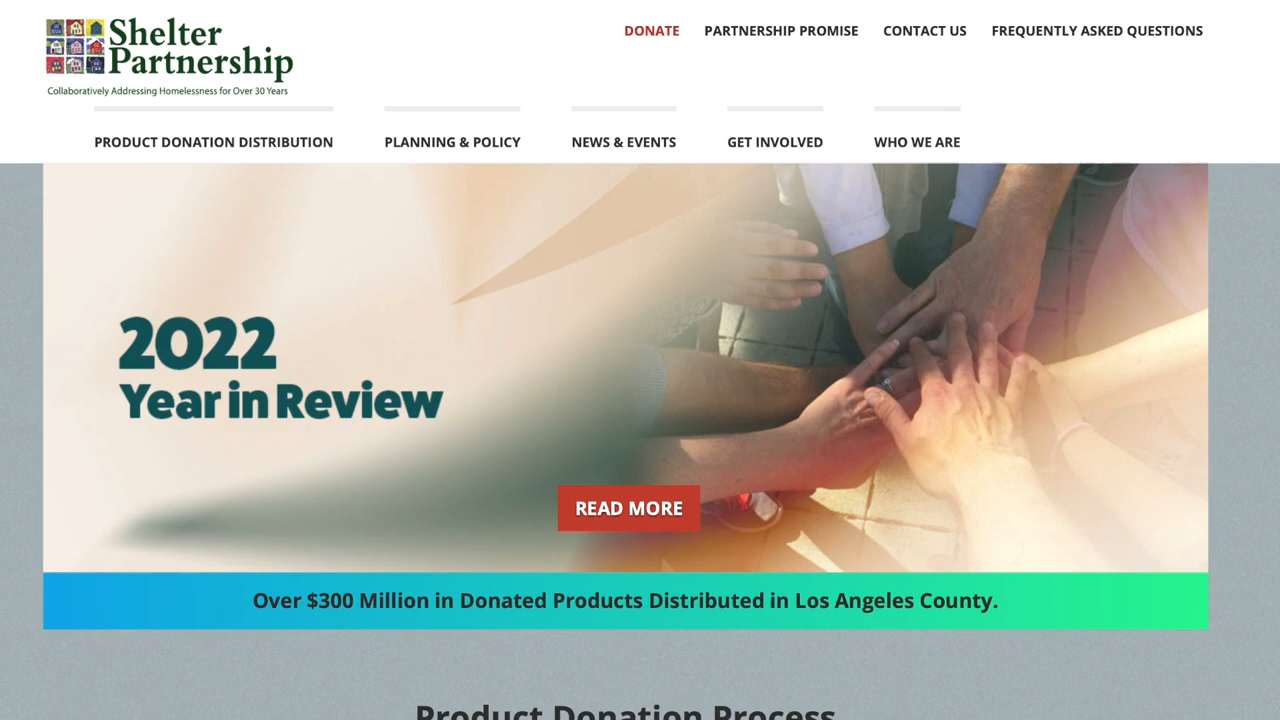 Shelter
Partnership
Collaboratively Addressing Homelessness for Over 30 Years
DONATE
PARTNERSHIP PROMISE
CONTACT US
FREQUENTLY ASKED QUESTIONS
PRODUCT DONATION DISTRIBUTION
PLANNING & POLICY
NEWS & EVENTS
GET INVOLVED
WHO WE ARE
2022
Year in Review
READ MORE
Over $300 Million in Donated Products Distributed in Los Angeles County.
Product Donation Process